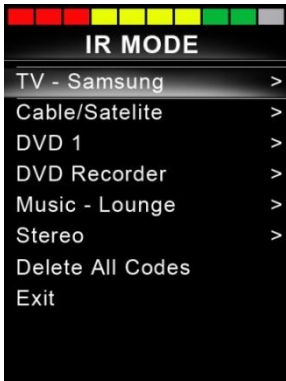 IR MODE
TV - Samsung >
Cable/Satelite >
DVD 1 >
DVD Recorder >
Music - Lounge >
Stereo >
Delete All Codes
Exit